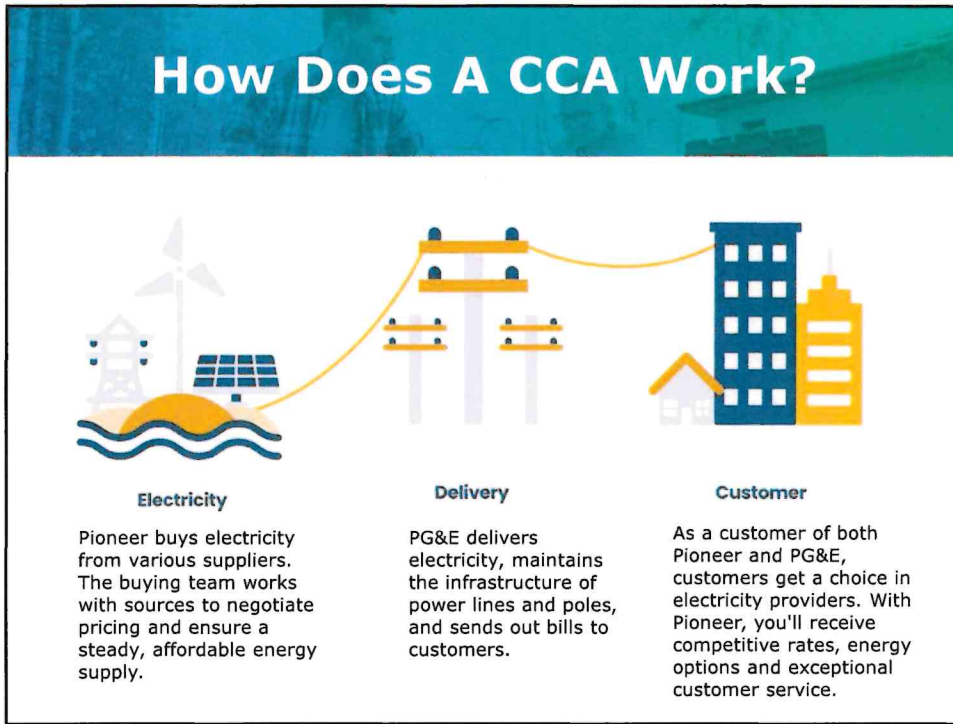 How Does A CCA Work?
Electricity
Pioneer buys electricity
from various suppliers.
The buying team works
with sources to negotiate
pricing and ensure a
steady, affordable energy
supply.
Delivery
PG&E delivers
electricity, maintains
the infrastructure of
power lines and poles,
and sends out bills to
customers.
Customer
As a customer of both
Pioneer and PG&E,
customers get a choice in
electricity providers. With
Pioneer, you'll receive
competitive rates, energy
options and exceptional
customer service.